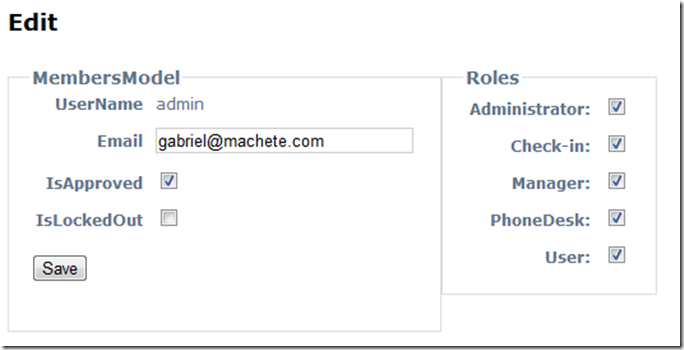 Edit
MembersModel
UserName admin
Email gabriel@machete.com
IsApproved
IsLockedOut
Save
Roles
Administrator:
Check-in:
Manager:
PhoneDesk:
User: